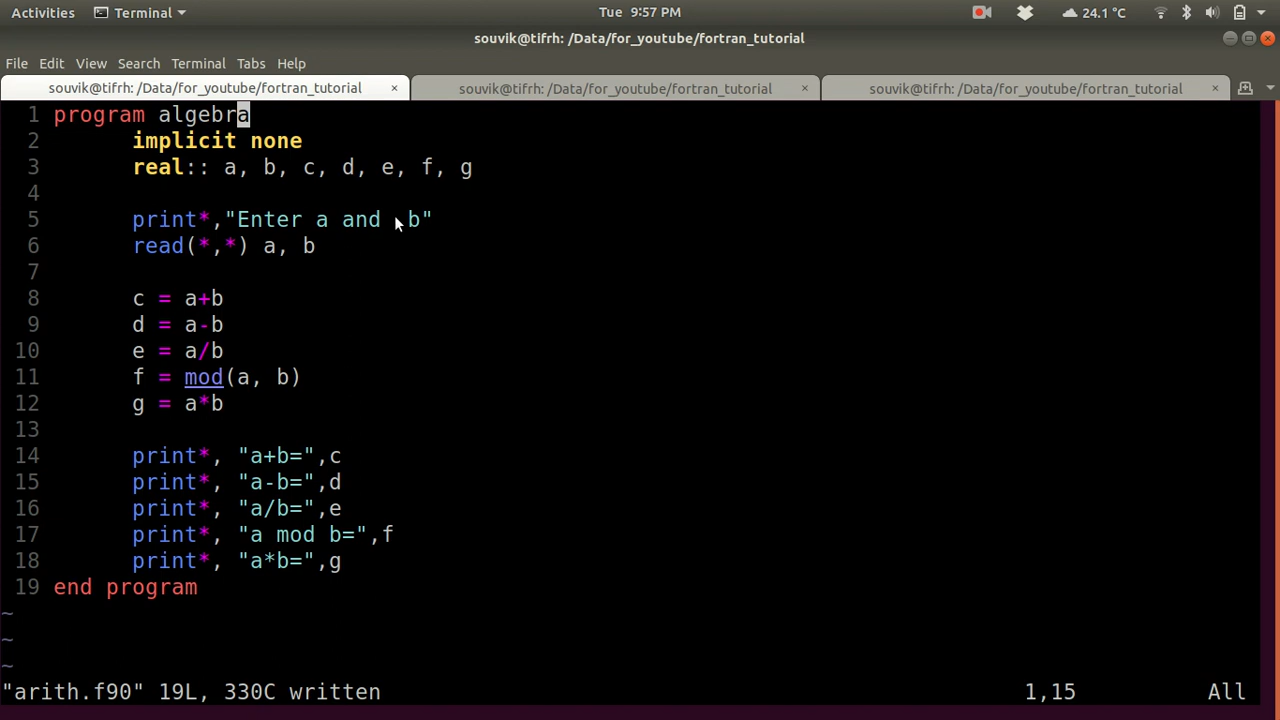 Activities Terminal Tue 9:57 PM 24.1 °C
souvik@tifrh: /Data/for_youtube/fortran_tutorial
File Edit View Search Terminal Tabs Help
souvik@tifrh: /Data/for_youtube/fortran_tutorial × souvik@tifrh: /Data/for_youtube/fortran_tutorial × souvik@tifrh: /Data/for_youtube/fortran_tutorial ×
1 program algebra
2       implicit none
3       real:: a, b, c, d, e, f, g
4
5       print*,"Enter a and  b"
6       read(*,*) a, b
7
8       c = a+b
9       d = a-b
10       e = a/b
11       f = mod(a, b)
12       g = a*b
13
14       print*, "a+b=",c
15       print*, "a-b=",d
16       print*, "a/b=",e
17       print*, "a mod b=",f
18       print*, "a*b=",g
19 end program
~
~
~
"arith.f90" 19L, 330C written 1,15 All